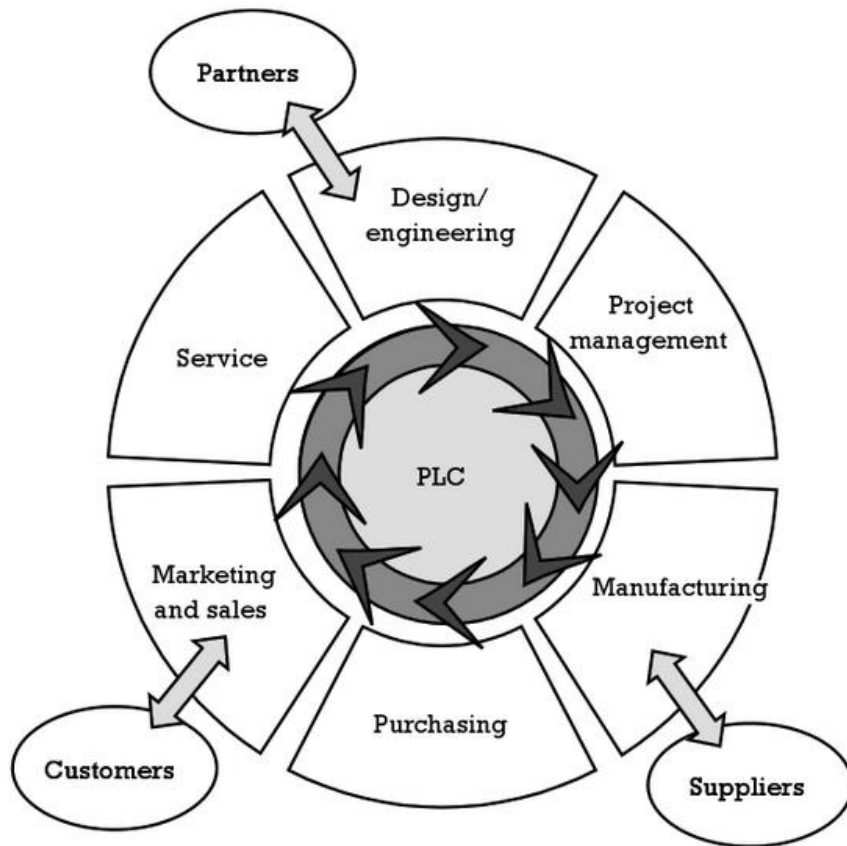 Partners
Design/
engineering
Project
management
Service
PLC
Marketing
and sales
Manufacturing
Purchasing
Customers
Suppliers